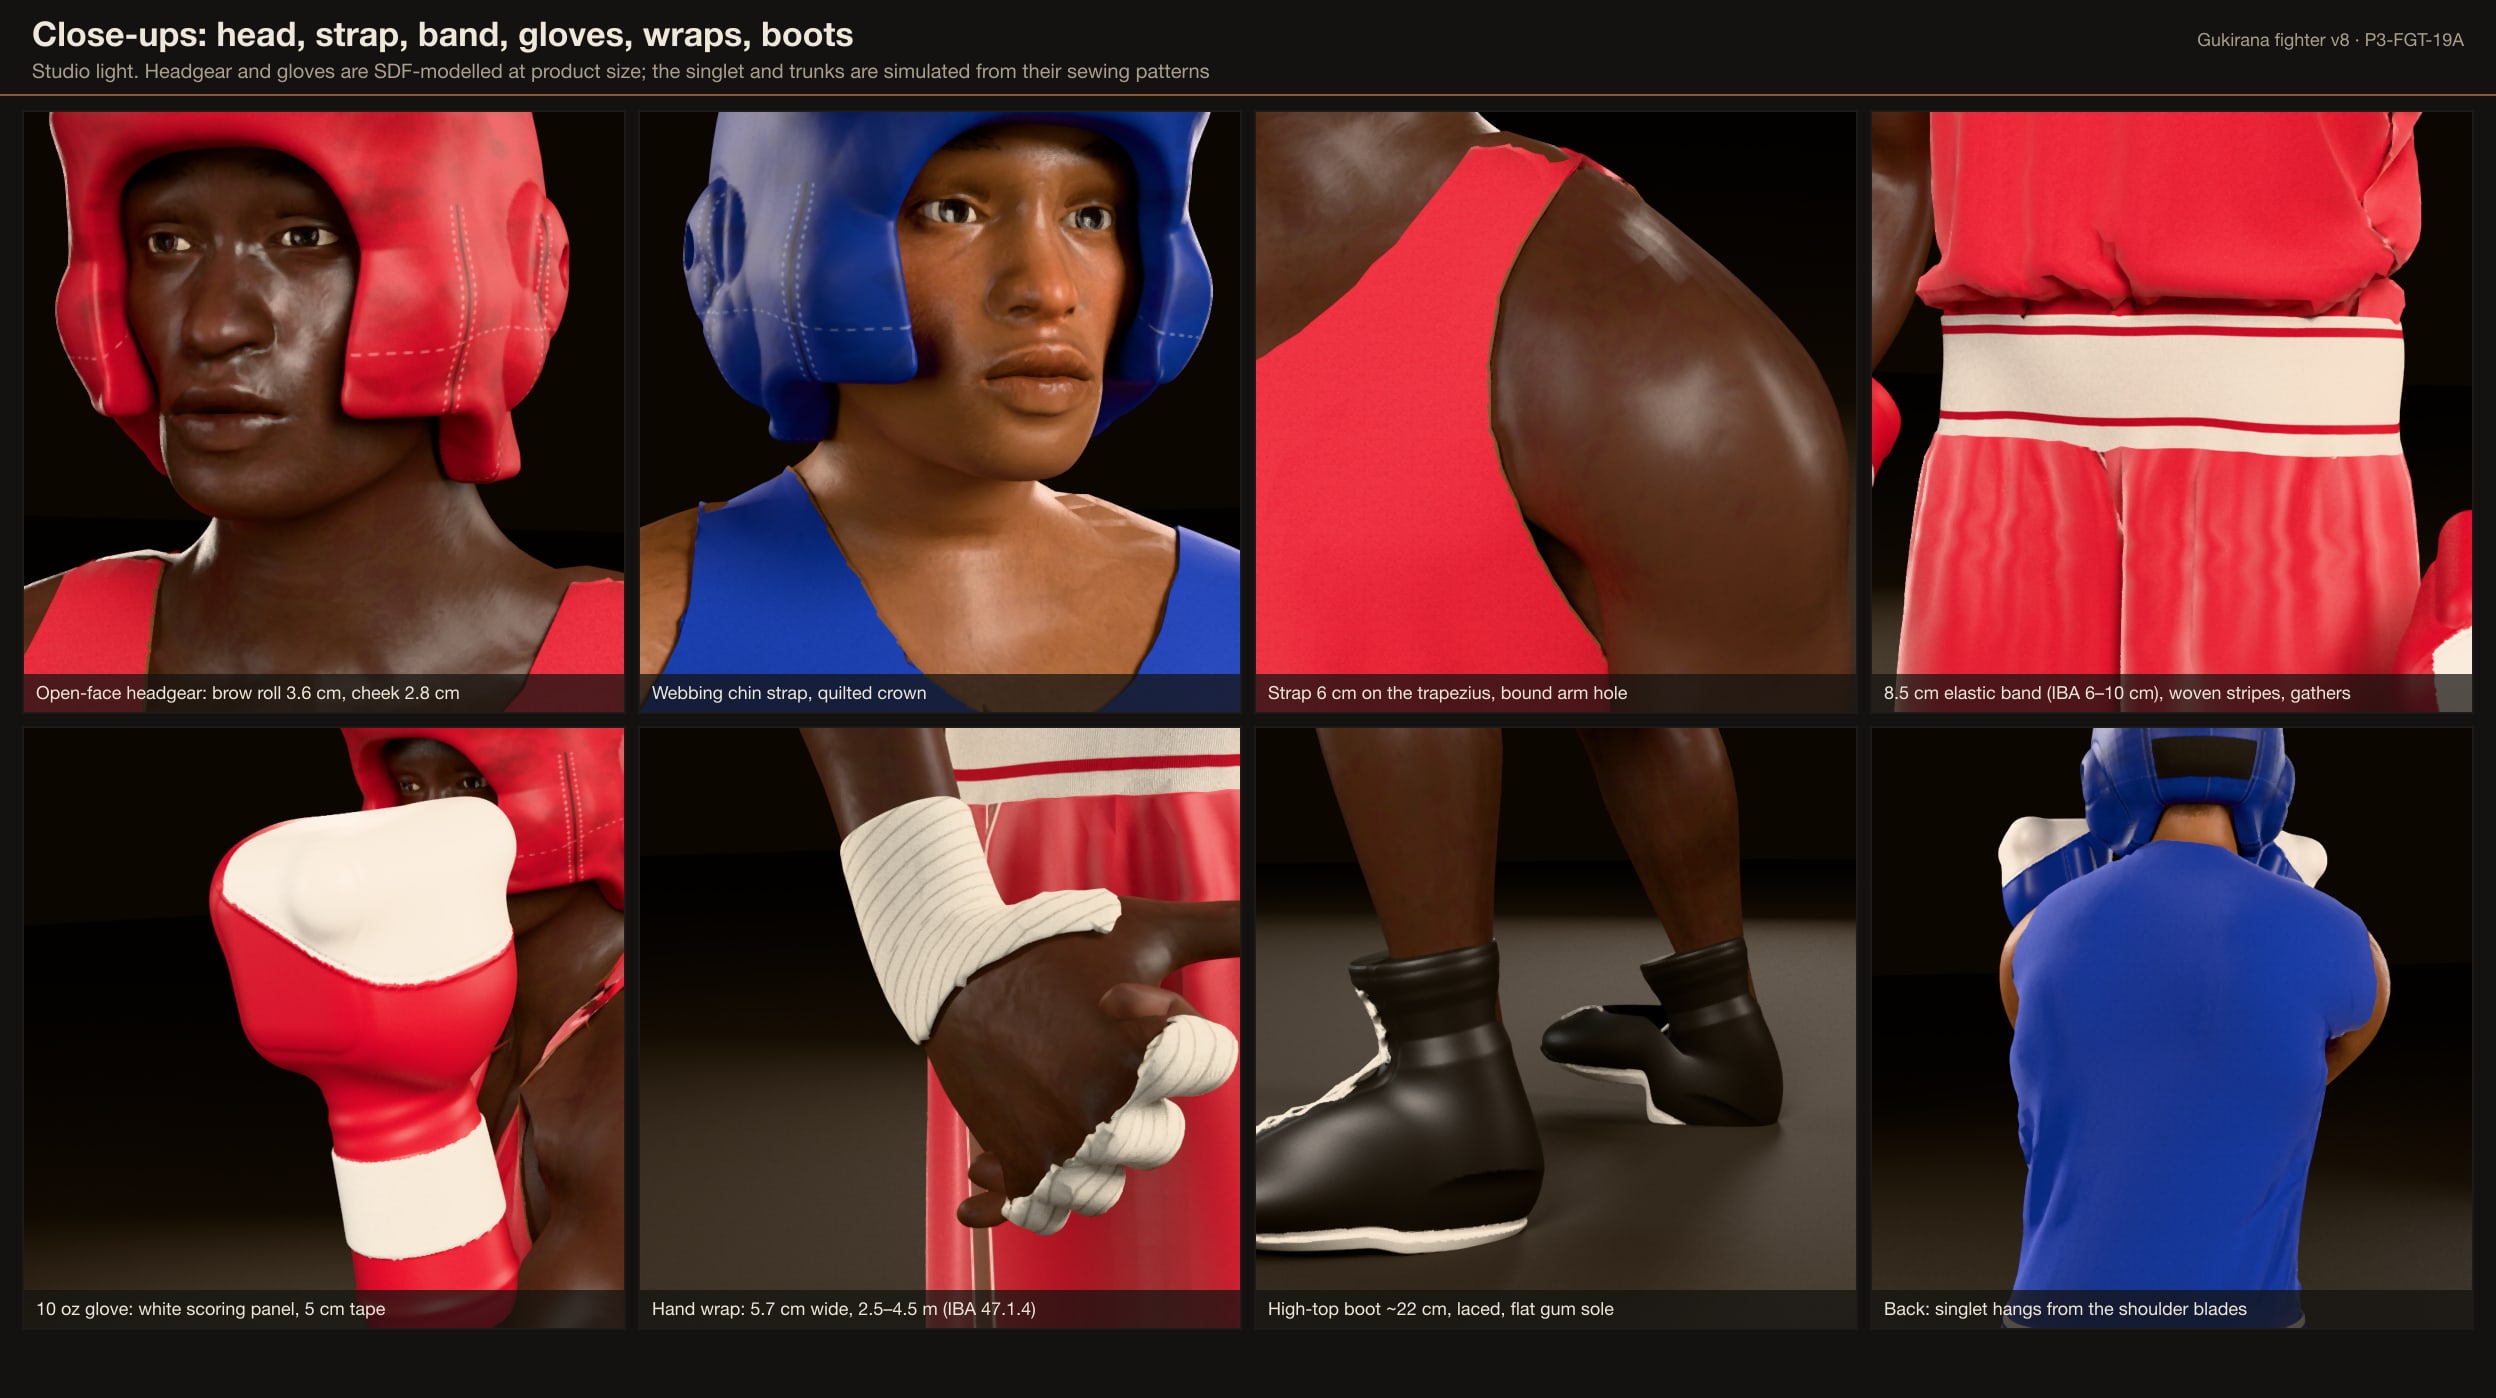 Close-ups: head, strap, band, gloves, wraps, boots
Gukirana fighter v8 · P3-FGT-19A
Studio light. Headgear and gloves are SDF-modelled at product size; the singlet and trunks are simulated from their sewing patterns
Open-face headgear: brow roll 3.6 cm, cheek 2.8 cm
Webbing chin strap, quilted crown
Strap 6 cm on the trapezius, bound arm hole
8.5 cm elastic band (IBA 6–10 cm), woven stripes, gathers
10 oz glove: white scoring panel, 5 cm tape
Hand wrap: 5.7 cm wide, 2.5–4.5 m (IBA 47.1.4)
High-top boot ~22 cm, laced, flat gum sole
Back: singlet hangs from the shoulder blades